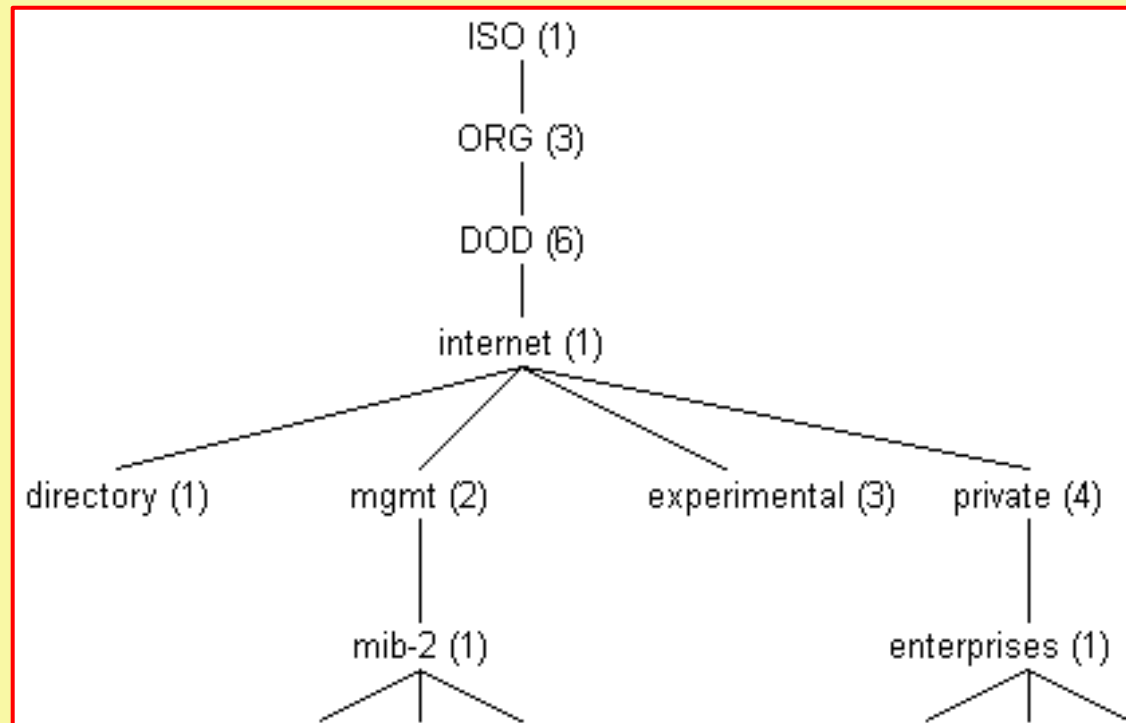 ISO (1)
ORG (3)
DOD (6)
internet (1)
directory (1) mgmt (2) experimental (3) private (4)
mib-2 (1) enterprises (1)